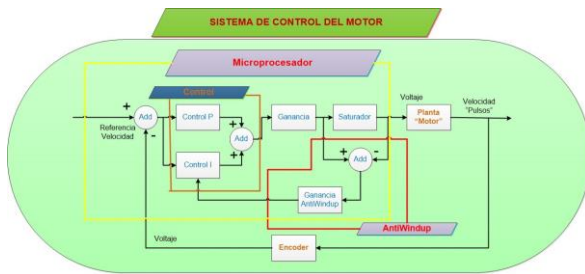 SISTEMA DE CONTROL DEL MOTOR
Microprocesador
Control
Voltaje
Velocidad
"Pulsos"
+
Add
-
Referencia
Velocidad
Control P
+
Add
+
Control I
Ganancia
Saturador
Planta
"Motor"
+
-
Add
Ganancia
AntiWindup
AntiWindup
Voltaje
Encoder